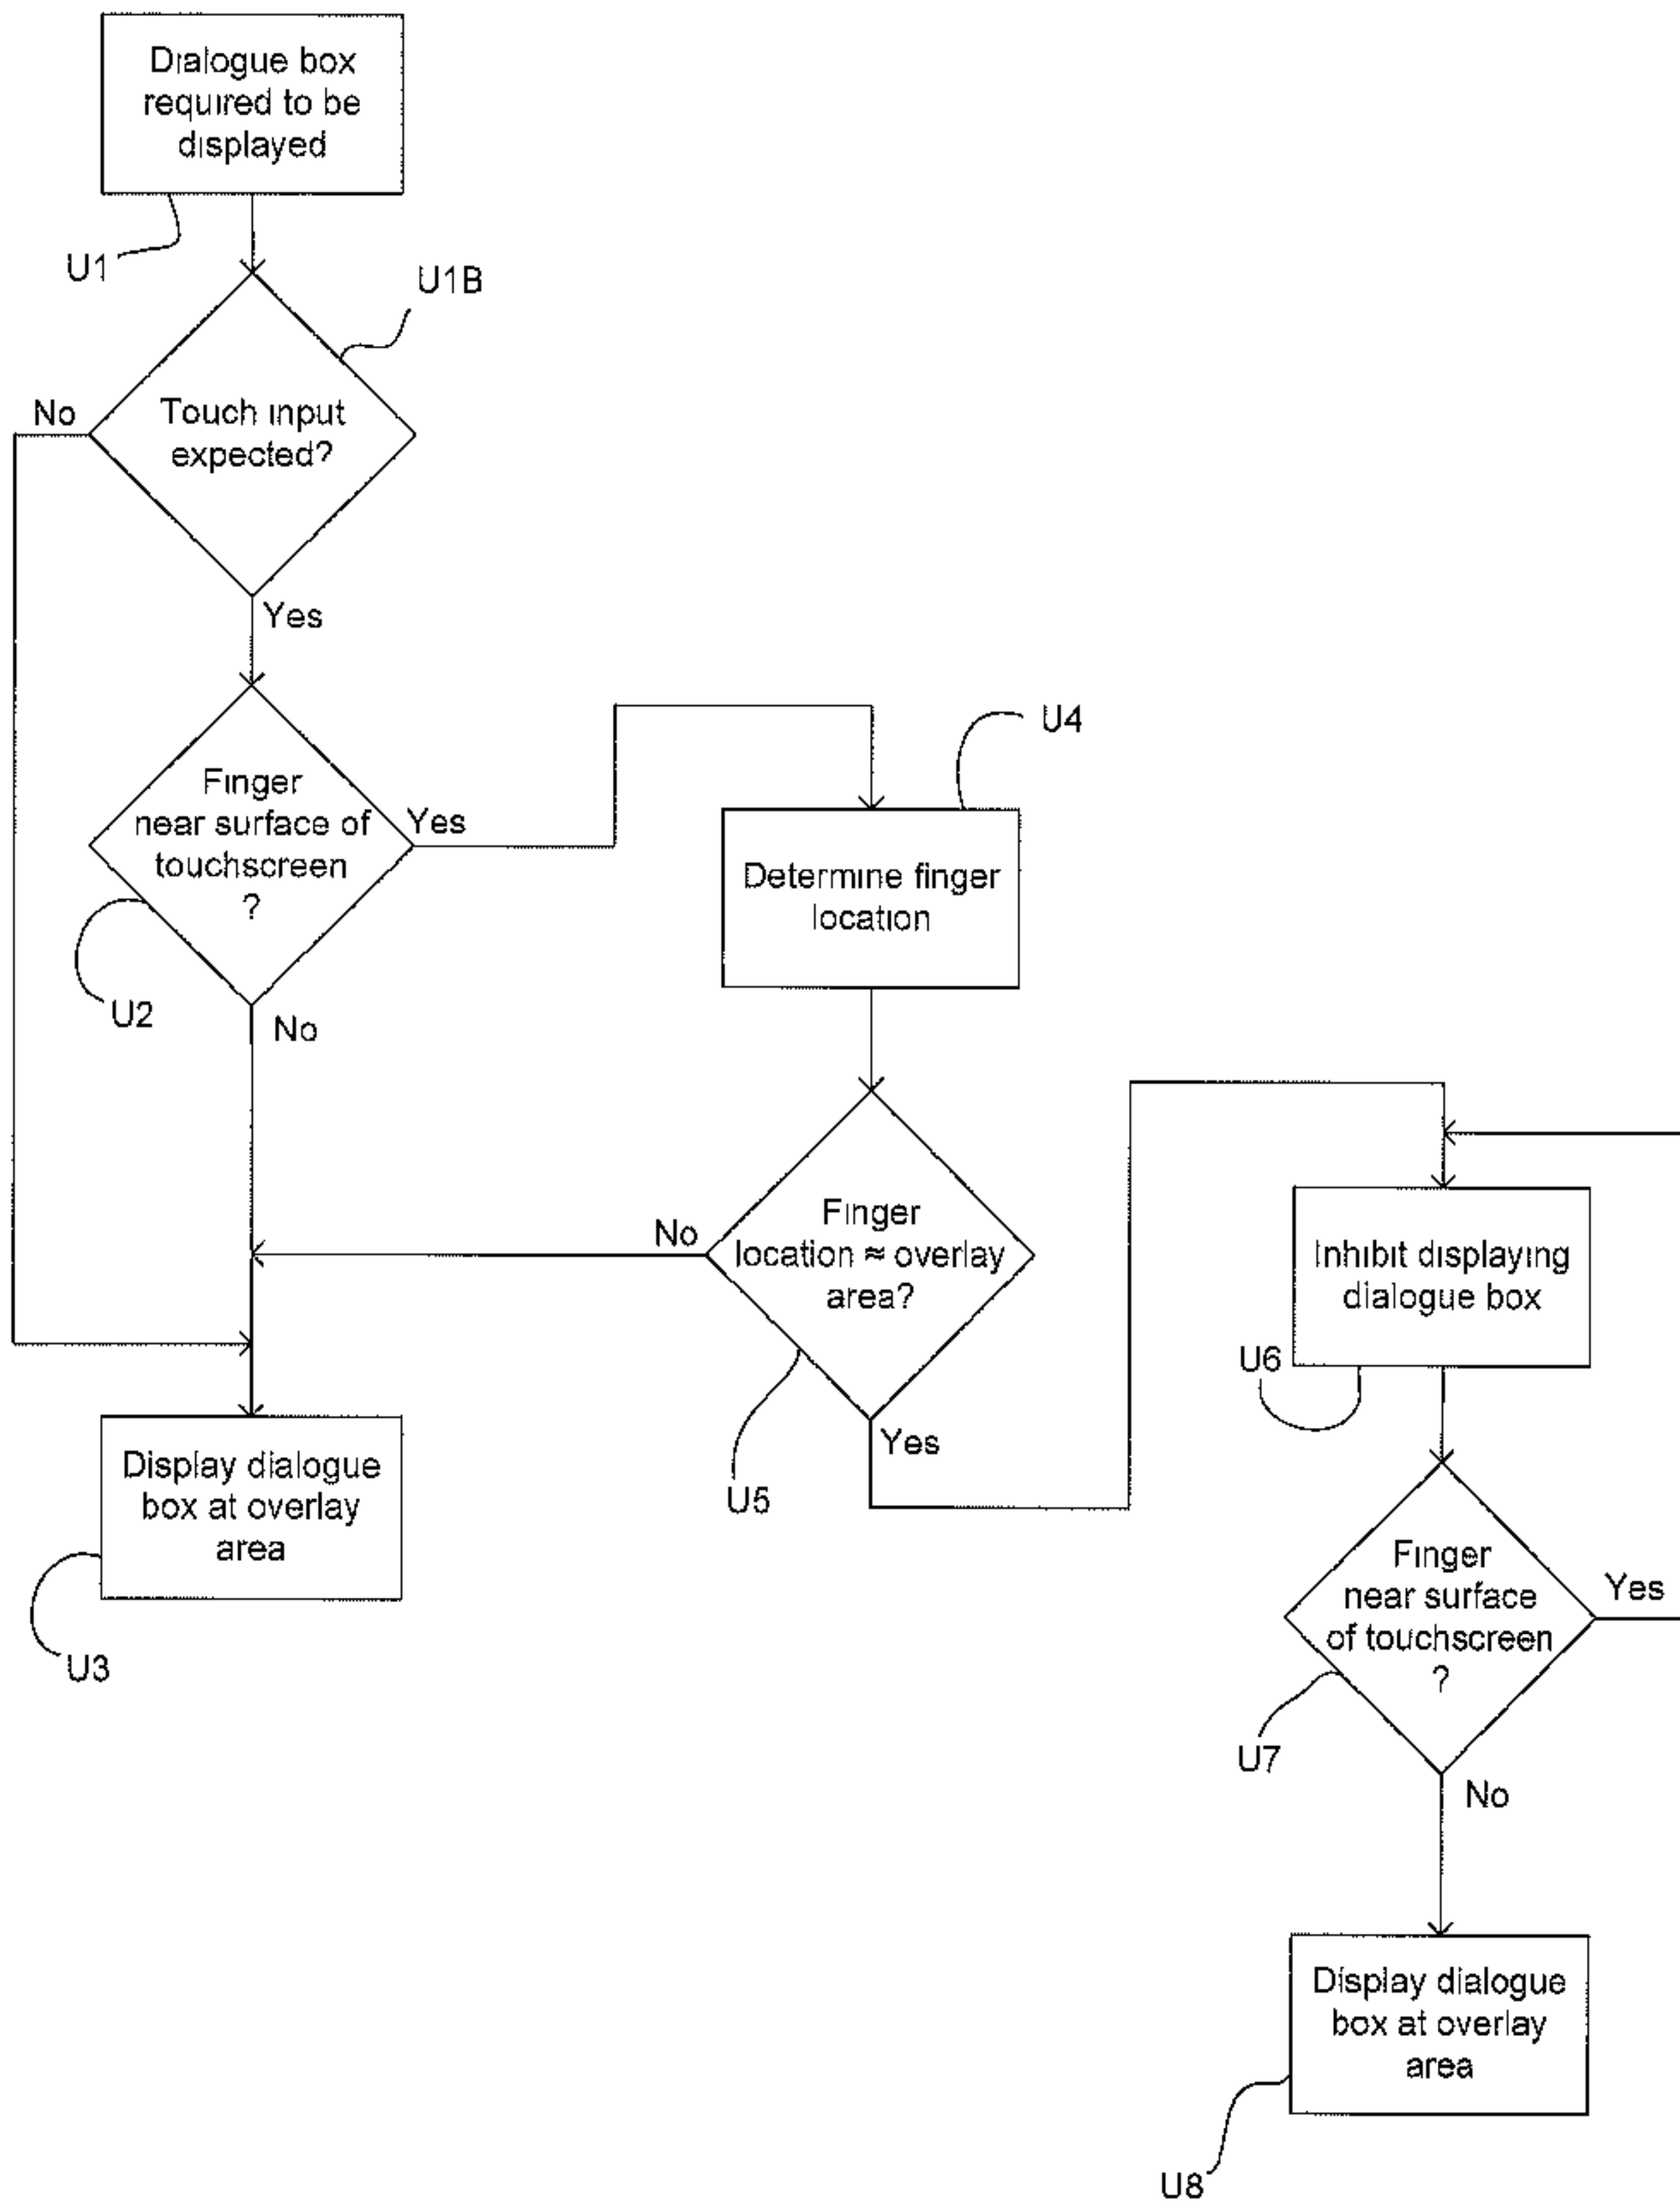 Dialogue box
required to be
displayed
U1
U1B
No
Touch input
expected?
Yes
U4
Finger
near surface of
touchscreen
?
Yes
Determine finger
location
U2
No
No
Finger
location ≈ overlay
area?
Inhibit displaying
dialogue box
U6
Yes
U5
Display dialogue
box at overlay
area
U3
Finger
near surface
of touchscreen
?
Yes
U7
No
Display dialogue
box at overlay
area
U8